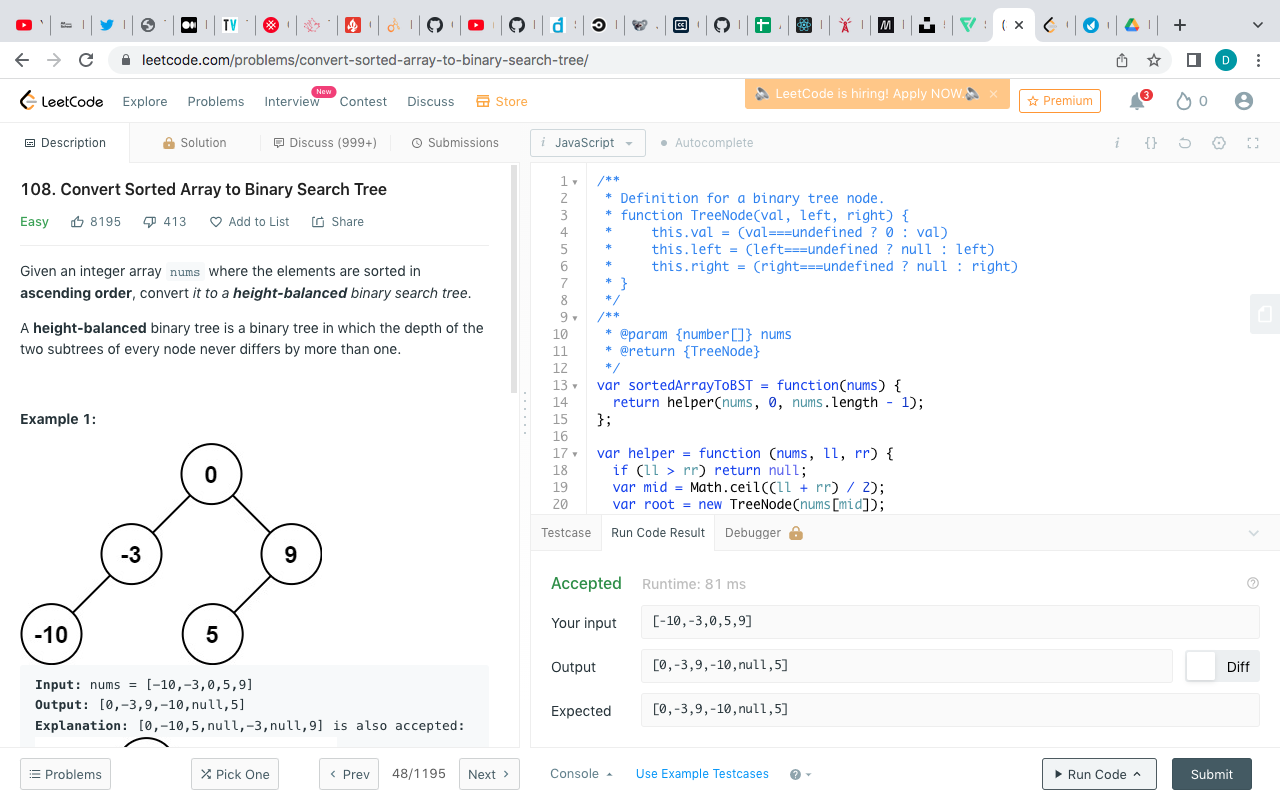 leetcode.com/problems/convert-sorted-array-to-binary-search-tree/
D
LeetCode
Explore
Problems
Interview
New
Contest
Discuss
Store
LeetCode is hiring! Apply NOW.
Premium
3
0
Description
Solution
Discuss (999+)
Submissions
i JavaScript
Autocomplete
108. Convert Sorted Array to Binary Search Tree
Easy 8195 413 Add to List Share
Given an integer array nums where the elements are sorted in
ascending order, convert it to a height-balanced binary search tree.
A height-balanced binary tree is a binary tree in which the depth of the
two subtrees of every node never differs by more than one.
Example 1:
0
-3 9
-10 5
Input: nums = [-10,-3,0,5,9]
Output: [0,-3,9,-10,null,5]
Explanation: [0,-10,5,null,-3,null,9] is also accepted:
1 /**
2 * Definition for a binary tree node.
3 * function TreeNode(val, left, right) {
4 * this.val = (val===undefined ? 0 : val)
5 * this.left = (left===undefined ? null : left)
6 * this.right = (right===undefined ? null : right)
7 * }
8 */
9 /**
10 * @param {number[]} nums
11 * @return {TreeNode}
12 */
13 var sortedArrayToBST = function(nums) {
14 return helper(nums, 0, nums.length - 1);
15 };
16
17 var helper = function (nums, ll, rr) {
18 if (ll > rr) return null;
19 var mid = Math.ceil((ll + rr) / 2);
20 var root = new TreeNode(nums[mid]);
Testcase
Run Code Result
Debugger
Accepted Runtime: 81 ms
Your input [-10,-3,0,5,9]
Output [0,-3,9,-10,null,5] Diff
Expected [0,-3,9,-10,null,5]
Problems
Pick One
Prev
48/1195
Next
Console
Use Example Testcases
Run Code
Submit